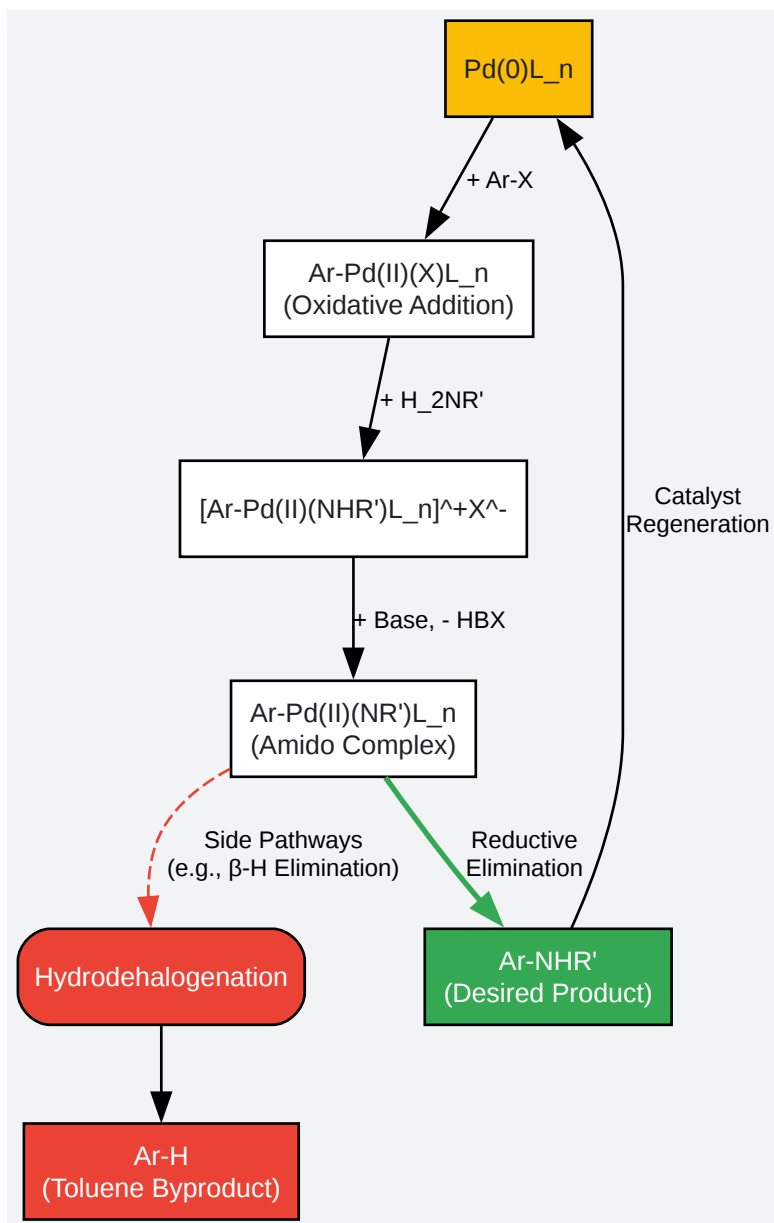 Pd(0)L_n
+ Ar-X
Ar-Pd(II)(X)L_n
(Oxidative Addition)
+ H_2NR'
[Ar-Pd(II)(NHR')L_n]^+X^-
Catalyst
Regeneration
+ Base, - HBX
Ar-Pd(II)(NR')L_n
(Amido Complex)
Side Pathways
(e.g., β-H Elimination)
Reductive
Elimination
Hydrodehalogenation
Ar-NHR'
(Desired Product)
Ar-H
(Toluene Byproduct)